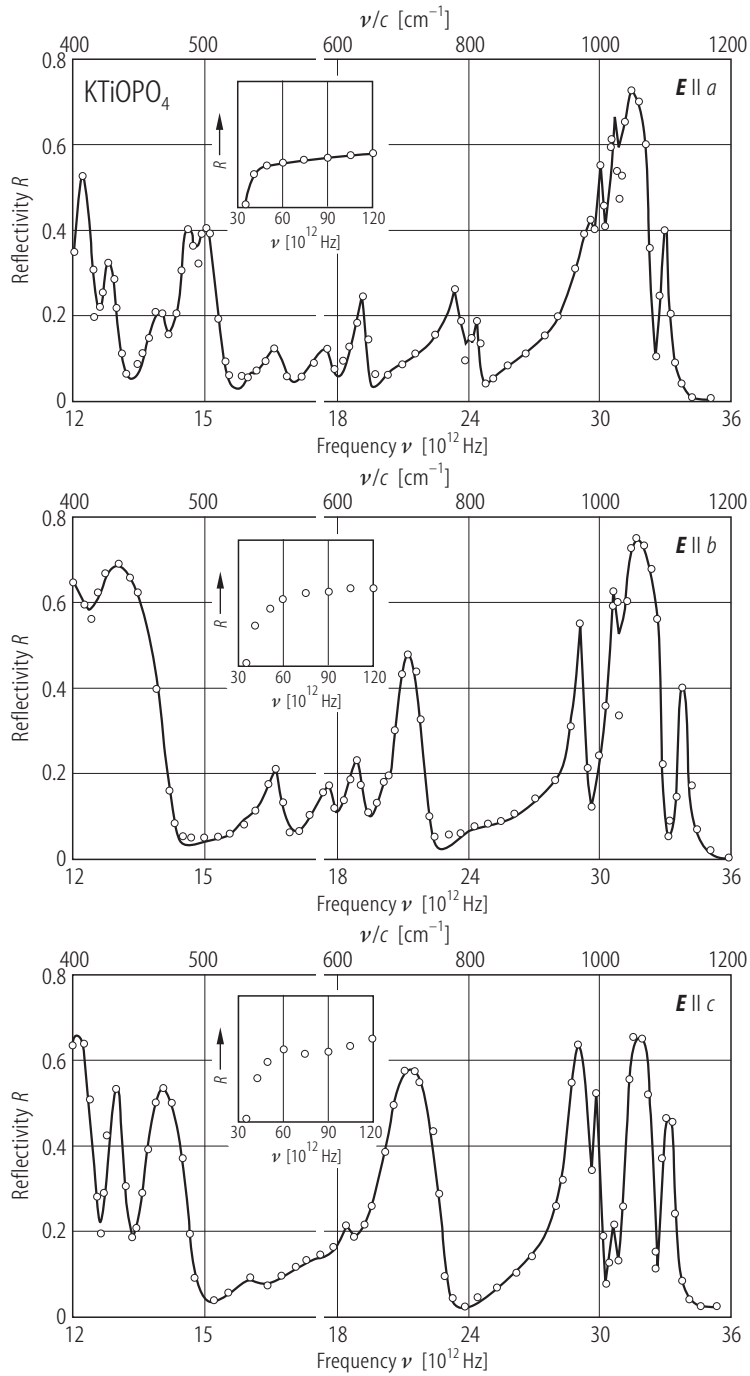 ν/c [cm⁻¹]
400 500 600 800 1000 1200
0.8
KTiOPO₄
E II a
0.6
R
30 60 90 120
ν [10¹² Hz]
Reflectivity R
0.4
0.2
0
12 15 18 24 30 36
Frequency ν [10¹² Hz]
ν/c [cm⁻¹]
400 500 600 800 1000 1200
0.8
E II b
0.6
R
30 60 90 120
ν [10¹² Hz]
Reflectivity R
0.4
0.2
0
12 15 18 24 30 36
Frequency ν [10¹² Hz]
ν/c [cm⁻¹]
400 500 600 800 1000 1200
0.8
E II c
0.6
R
30 60 90 120
ν [10¹² Hz]
Reflectivity R
0.4
0.2
0
12 15 18 24 30 36
Frequency ν [10¹² Hz]